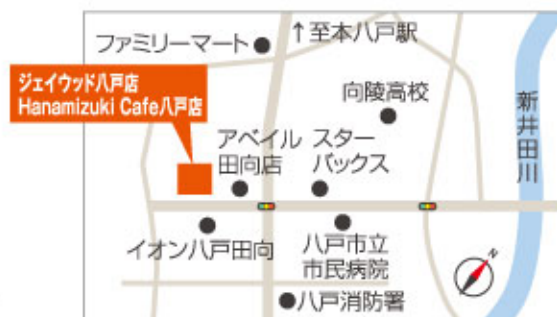 ファミリーマート
↑至本八戸駅
ジェイウッド八戸店
Hanamizuki Cafe八戸店
向陵高校
新井田川
アベイル
田向店
スター
バックス
イオン八戸田向
八戸市立
市民病院
N
八戸消防署